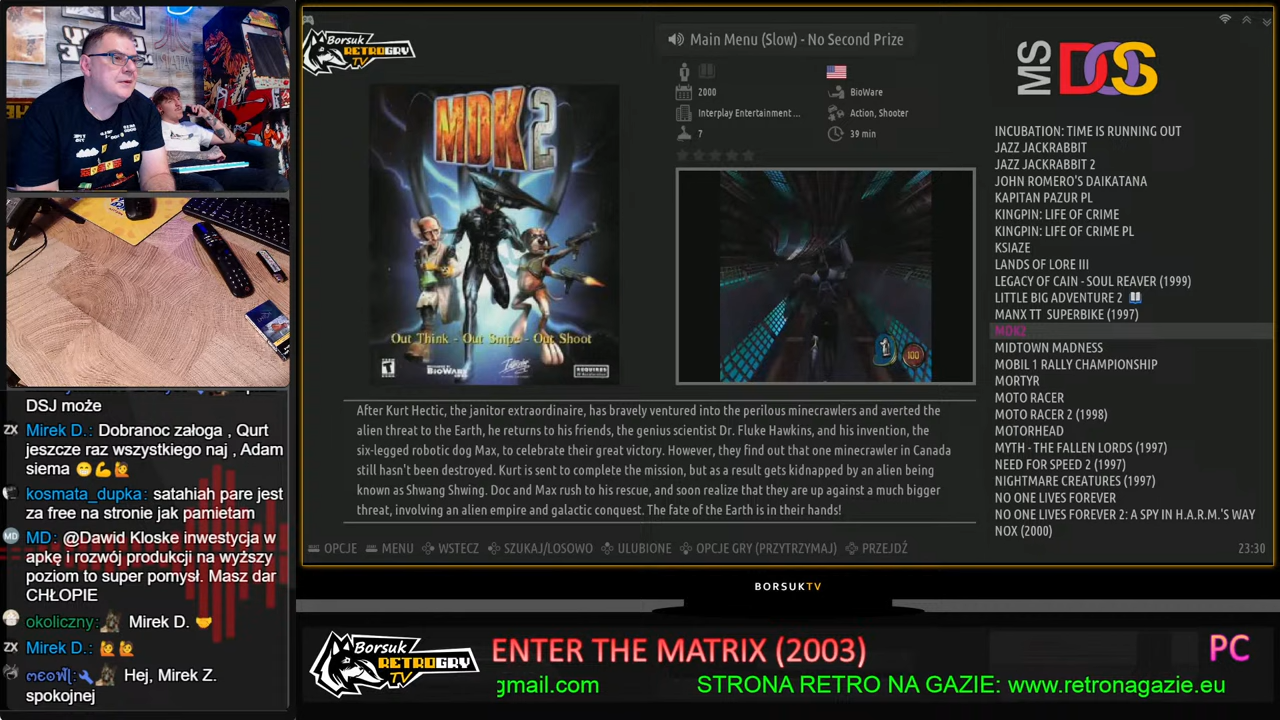 DSJ może
ZX Mirek D.: Dobranoc załoga , Qurt
jeszcze raz wszystkiego naj , Adam
siema 😁💪🙋
kosmata_dupka: satahiah pare jest
za free na stronie jak pamietam
MD MD: @Dawid Kloske inwestycja w
apkę i rozwój produkcji na wyższy
poziom to super pomysł. Masz dar
CHŁOPIE
okoliczny: Mirek D. 🤝
ZX Mirek D.: 🙋🙋
Hej, Mirek Z.
spokojnej
Borsuk
RETROGRY
TV
Main Menu (Slow) - No Second Prize
2000
BioWare
Interplay Entertainment ...
Action, Shooter
7
39 min
MDK2
Out Think - Out Snipe - Out Shoot
BIOWARE
Interplay
100
After Kurt Hectic, the janitor extraordinaire, has bravely ventured into the perilous minecrawlers and averted the
alien threat to the Earth, he returns to his friends, the genius scientist Dr. Fluke Hawkins, and his invention, the
six-legged robotic dog Max, to celebrate their great victory. However, they find out that one minecrawler in Canada
still hasn't been destroyed. Kurt is sent to complete the mission, but as a result gets kidnapped by an alien being
known as Shwang Shwing. Doc and Max rush to his rescue, and soon realize that they are up against a much bigger
threat, involving an alien empire and galactic conquest. The fate of the Earth is in their hands!
MS DOS
INCUBATION: TIME IS RUNNING OUT
JAZZ JACKRABBIT
JAZZ JACKRABBIT 2
JOHN ROMERO'S DAIKATANA
KAPITAN PAZUR PL
KINGPIN: LIFE OF CRIME
KINGPIN: LIFE OF CRIME PL
KSIAZE
LANDS OF LORE III
LEGACY OF CAIN - SOUL REAVER (1999)
LITTLE BIG ADVENTURE 2
MANX TT SUPERBIKE (1997)
MDK2
MIDTOWN MADNESS
MOBIL 1 RALLY CHAMPIONSHIP
MORTYR
MOTO RACER
MOTO RACER 2 (1998)
MOTORHEAD
MYTH - THE FALLEN LORDS (1997)
NEED FOR SPEED 2 (1997)
NIGHTMARE CREATURES (1997)
NO ONE LIVES FOREVER
NO ONE LIVES FOREVER 2: A SPY IN H.A.R.M.'S WAY
NOX (2000)
OPCJE MENU WSTECZ SZUKAJ/LOSOWO ULUBIONE OPCJE GRY (PRZYTRZYMAJ) PRZEJDŹ
23:30
BORSUKTV
Borsuk
RETROGRY
TV
ENTER THE MATRIX (2003)
PC
gmail.com
STRONA RETRO NA GAZIE: www.retronagazie.eu